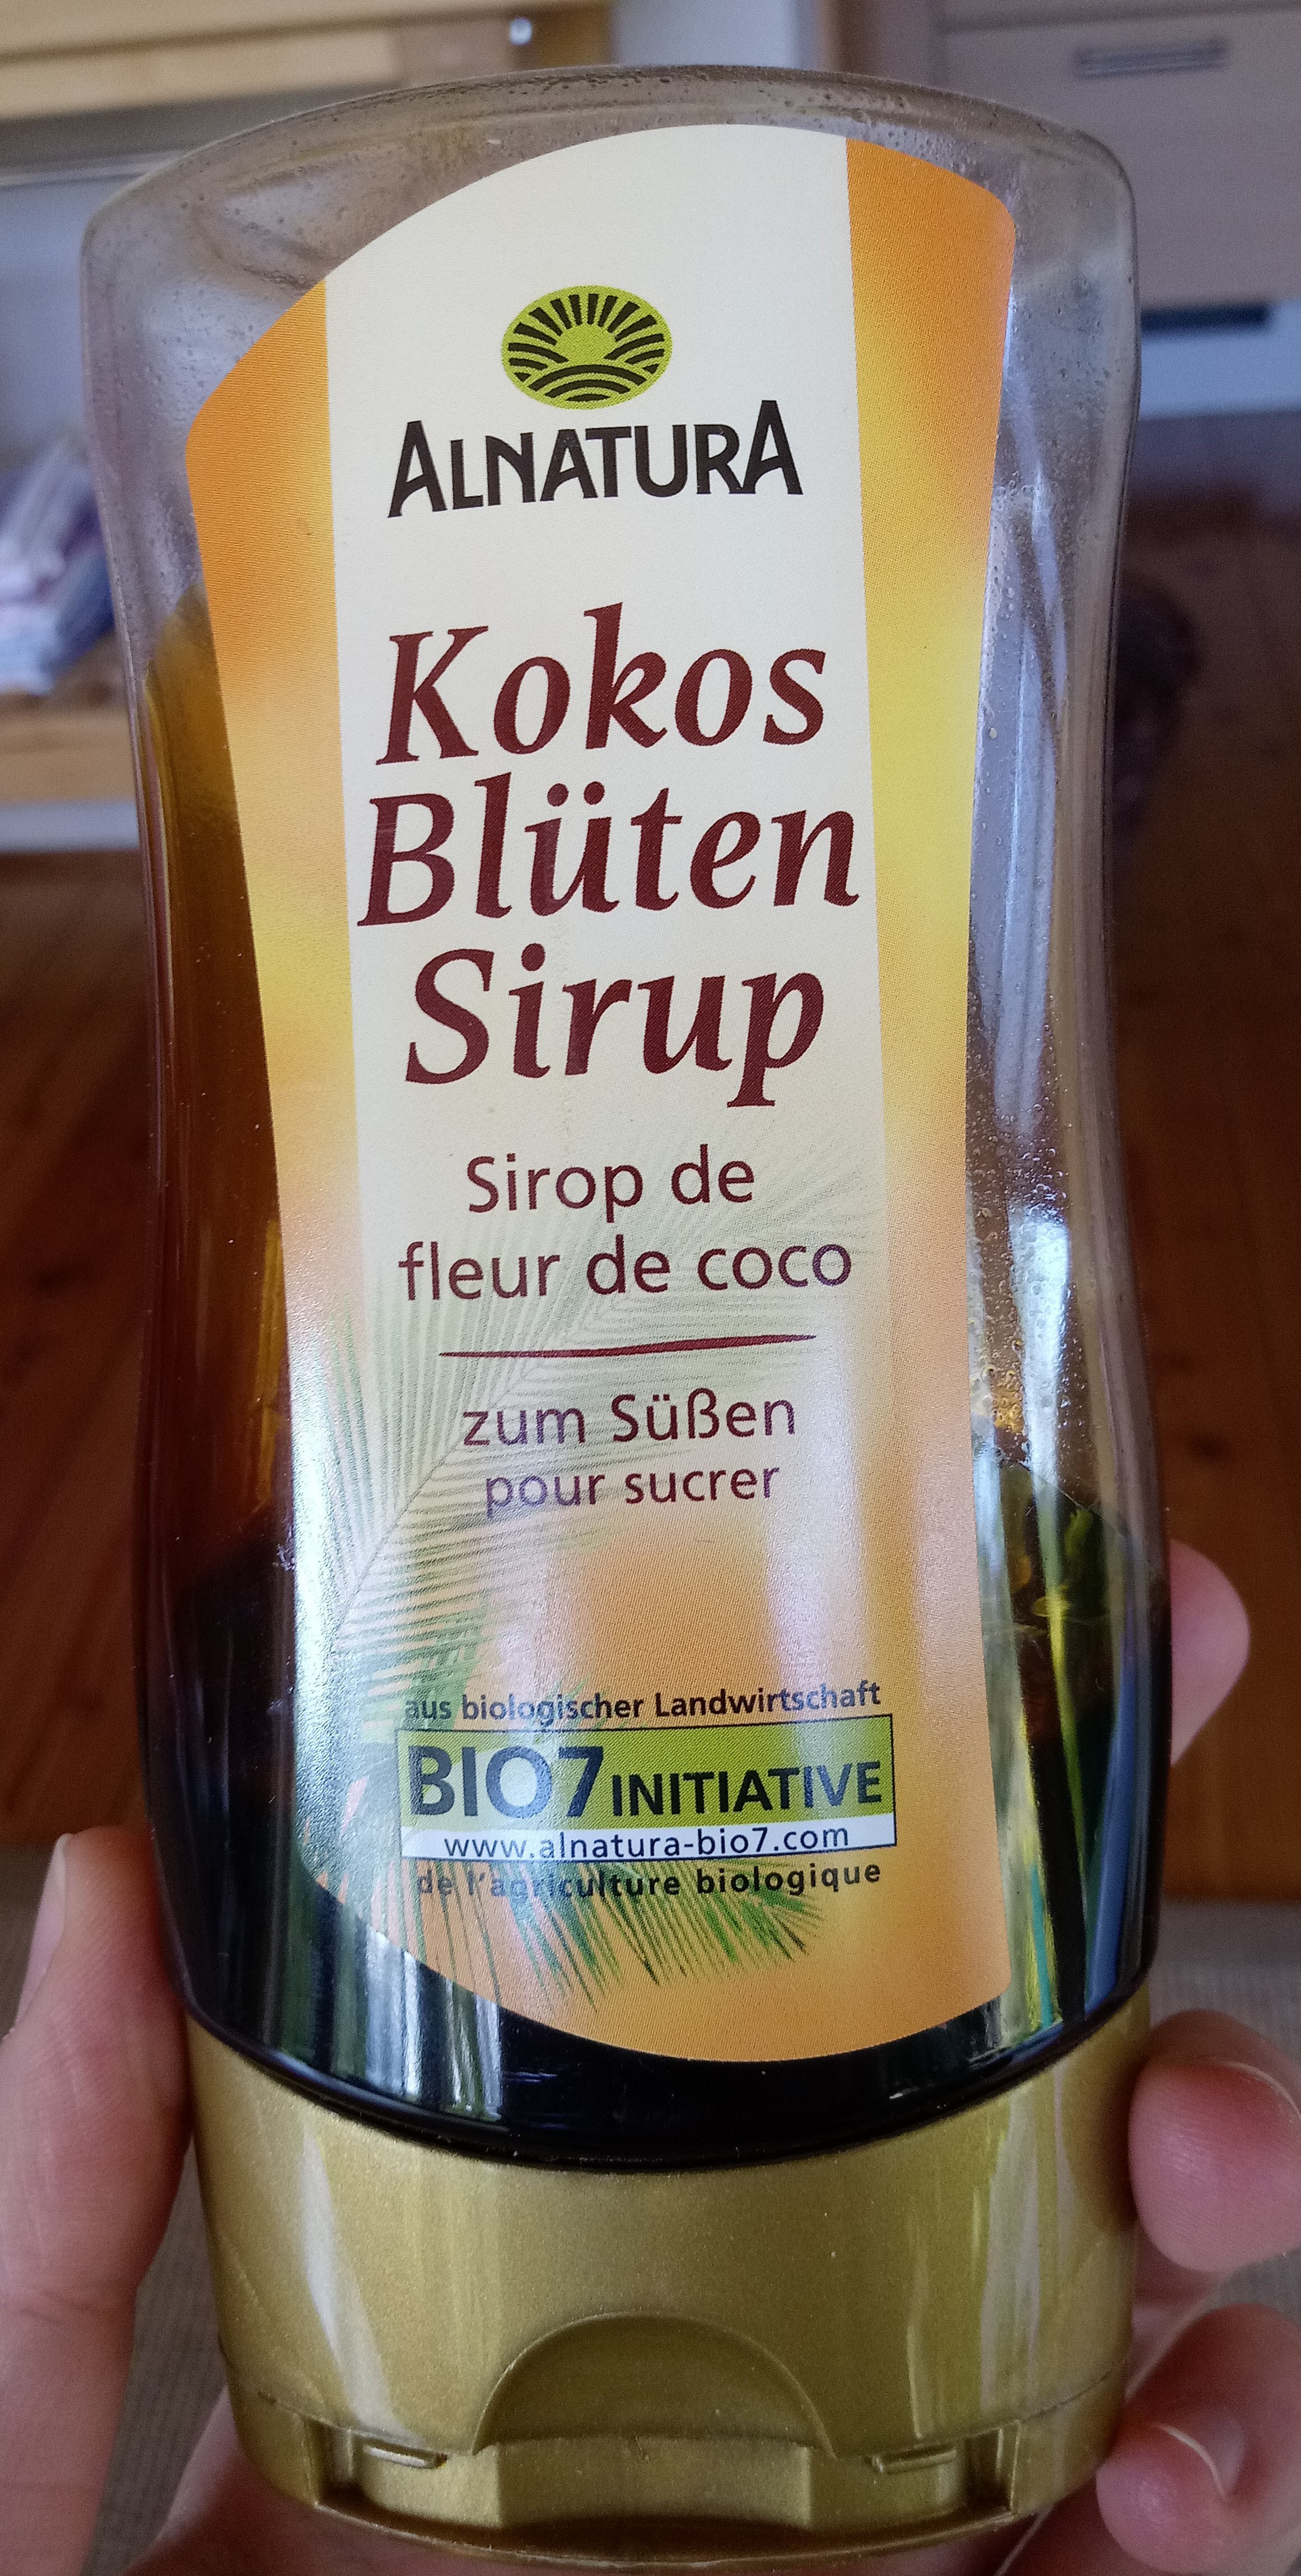 ALNATURA
Kokos
Blüten
Sirup
Sirop de
fleur de coco
zum Süßen
pour sucrer
aus biologischer Landwirtschaft
BIO7 INITIATIVE
www.alnatura-bio7.com
de l'agriculture biologique